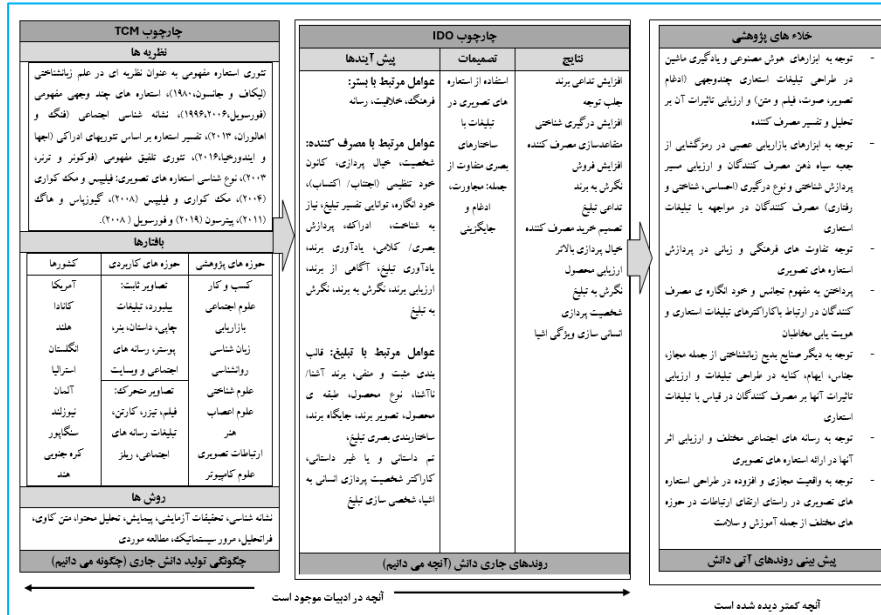 چارچوب TCM
نظریه ها
تئوری استعاره مفهومی به عنوان نظریه ای در علم زبانشناختی
(لیکاف و جانسون،۱۹۸۰)، استعاره های چند وجهی مفهومی
(فورسویل،۱۹۹۶،۲۰۰۶)، نشانه شناسی اجتماعی (فنگ و
اهالوران، ۲۰۱۳)، تفسیر استعاره بر اساس تئوریهای ادراکی (اجها
و ایندورخیا،۲۰۱۶)، تئوری تلفیق مفهومی (فوکونر و ترنر،
۲۰۰۳)، نوع شناسی استعاره های تصویری: فیلیپس و مک کواری
(۲۰۰۴)، مک کواری و فیلیپس (۲۰۰۸)، گیوزپاس و هاگ
(۲۰۱۱)، پیترسون (۲۰۱۹) و فورسویل (۲۰۰۸).
بافتارها
حوزه های پژوهشی
کسب و کار
علوم اجتماعی
بازاریابی
زبان شناسی
روانشناسی
علوم شناختی
علوم اعصاب
هنر
ارتباطات تصویری
علوم کامپیوتر
حوزه های کاربردی
تصاویر ثابت:
بیلبورد، تبلیغات
چاپی، داستان، بنر،
پوستر، رسانه های
اجتماعی و وبسایت
تصاویر متحرک:
فیلم، تیزر، کارتن،
تبلیغات رسانه های
اجتماعی، ریلز
کشورها
آمریکا
کانادا
هلند
انگلستان
استرالیا
آلمان
نیوزلند
سنگاپور
کره جنوبی
هند
روش ها
نشانه شناسی، تحقیقات آزمایشی، پیمایش، تحلیل محتوا، متن کاوی،
فراتحلیل، مرور سیستماتیک، مطالعه موردی
چگونگی تولید دانش جاری (چگونه می دانیم)
چارچوب IDO
پیش آیندها
عوامل مرتبط با بستر:
فرهنگ، خلاقیت، رسانه
عوامل مرتبط با مصرف کننده:
شخصیت، خیال پردازی، کانون
خود تنظیمی (اجتناب/ اکتساب)،
خود انگاره، توانایی تفسیر تبلیغ، نیاز
به شناخت، ادراک، پردازش
بصری/ کلامی، یادآوری برند،
یادآوری تبلیغ، آگاهی از برند،
ارزیابی برند، نگرش به برند، نگرش
به تبلیغ
عوامل مرتبط با تبلیغ: قالب
بندی مثبت و منفی، برند آشنا/
ناآشنا، نوع محصول، طبقه ی
محصول، تصویر برند، جایگاه برند،
ساختاربندی بصری تبلیغ،
تم داستانی و یا غیر داستانی،
کاراکتر شخصیت پردازی انسانی به
اشیا، شخصی سازی تبلیغ
تصمیمات
استفاده از استعاره
های تصویری در
تبلیغات با
ساختارهای
بصری متفاوت از
جمله: مجاورت،
ادغام و
جایگزینی
نتایج
افزایش تداعی برند
جلب توجه
افزایش درگیری شناختی
متقاعدسازی مصرف کننده
افزایش فروش
نگرش به برند
تداعی تبلیغ
تصمیم خرید مصرف کننده
خیال پردازی بالاتر
ارزیابی محصول
نگرش به تبلیغ
شخصیت پردازی
انسانی سازی ویژگی اشیا
روندهای جاری دانش (آنچه می دانیم)
خلاء های پژوهشی
- توجه به ابزارهای هوش مصنوعی و یادگیری ماشین
در طراحی تبلیغات استعاری چندوجهی (ادغام
تصویر، صوت، فیلم و متن) و ارزیابی تاثیرات آن بر
تحلیل و تفسیر مصرف کننده
- توجه به ابزارهای بازاریابی عصبی در رمزگشایی از
جعبه سیاه ذهن مصرف کنندگان و ارزیابی مسیر
پردازش شناختی و نوع درگیری (احساسی، شناختی و
رفتاری) مصرف کنندگان در مواجهه با تبلیغات
استعاری
- توجه تفاوت های فرهنگی و زبانی در پردازش
استعاره های تصویری
- پرداختن به مفهوم تجانس و خود انگاره ی مصرف
کنندگان در ارتباط باکاراکترهای تبلیغات استعاری و
هویت یابی مخاطبان
- توجه به دیگر صنایع بدیع زبانشناختی از جمله مجاز،
جناس، ایهام، کنایه در طراحی تبلیغات و ارزیابی
تاثیرات آنها بر مصرف کنندگان در قیاس با تبلیغات
استعاری
- توجه به رسانه های اجتماعی مختلف و ارزیابی اثر
آنها در ارائه استعاره های تصویری
- توجه به واقعیت مجازی و افزوده در طراحی استعاره
های تصویری در راستای ارتقای ارتباطات در حوزه
های مختلف از جمله آموزش و سلامت
پیش بینی روندهای آتی دانش
آنچه در ادبیات موجود است
آنچه کمتر دیده شده است